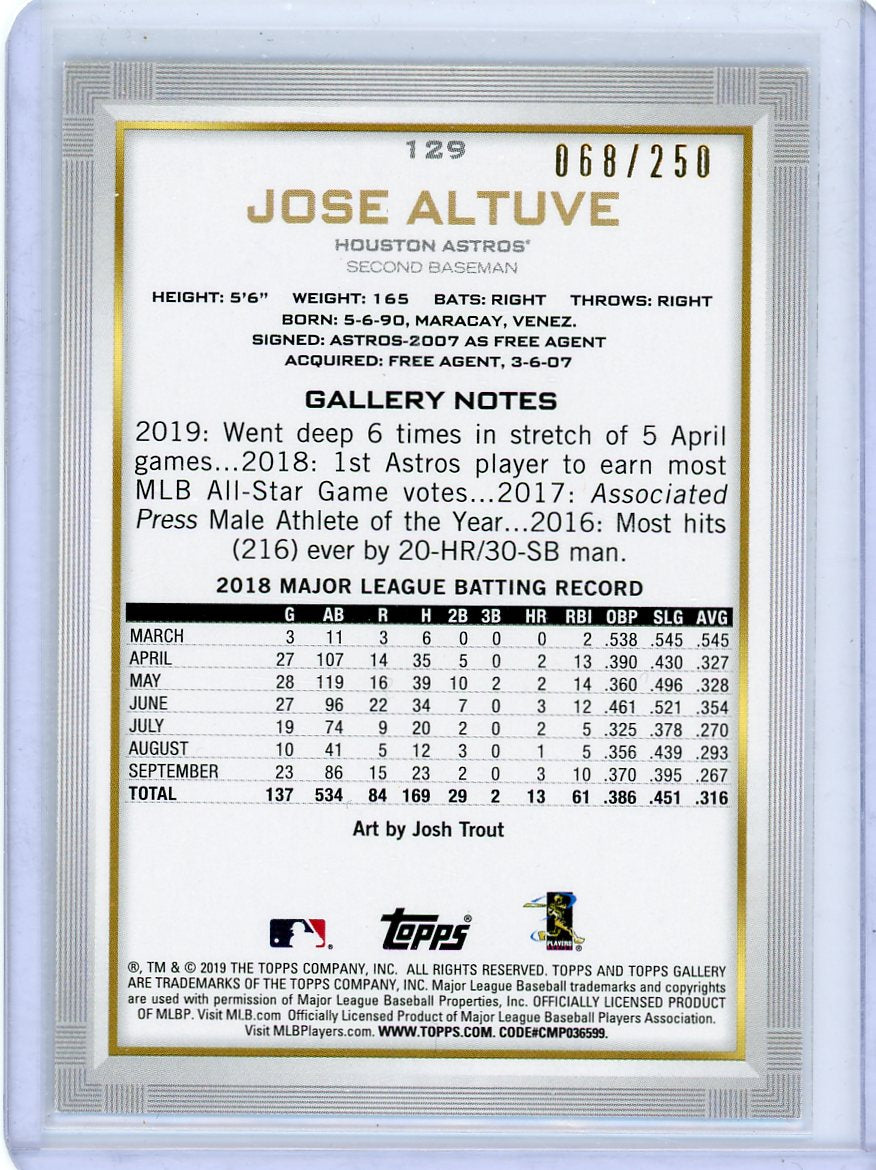 129
068/250
JOSE ALTUVE
HOUSTON ASTROS®
SECOND BASEMAN
HEIGHT: 5'6" WEIGHT: 165 BATS: RIGHT THROWS: RIGHT
BORN: 5-6-90, MARACAY, VENEZ.
SIGNED: ASTROS-2007 AS FREE AGENT
ACQUIRED: FREE AGENT, 3-6-07
GALLERY NOTES
2019: Went deep 6 times in stretch of 5 April
games...2018: 1st Astros player to earn most
MLB All-Star Game votes...2017: Associated
Press Male Athlete of the Year...2016: Most hits
(216) ever by 20-HR/30-SB man.
2018 MAJOR LEAGUE BATTING RECORD
G AB R H 2B 3B HR RBI OBP SLG AVG
MARCH 3 11 3 6 0 0 0 2 .538 .545 .545
APRIL 27 107 14 35 5 0 2 13 .390 .430 .327
MAY 28 119 16 39 10 2 2 14 .360 .496 .328
JUNE 27 96 22 34 7 0 3 12 .461 .521 .354
JULY 19 74 9 20 2 0 2 5 .325 .378 .270
AUGUST 10 41 5 12 3 0 1 5 .356 .439 .293
SEPTEMBER 23 86 15 23 2 0 3 10 .370 .395 .267
TOTAL 137 534 84 169 29 2 13 61 .386 .451 .316
Art by Josh Trout
Topps®
PLAYERS
®, TM & © 2019 THE TOPPS COMPANY, INC. ALL RIGHTS RESERVED. TOPPS AND TOPPS GALLERY
ARE TRADEMARKS OF THE TOPPS COMPANY, INC. Major League Baseball trademarks and copyrights
are used with permission of Major League Baseball Properties, Inc. OFFICIALLY LICENSED PRODUCT
OF MLBP. Visit MLB.com Officially Licensed Product of Major League Baseball Players Association.
Visit MLBPlayers.com. WWW.TOPPS.COM. CODE#CMP036599.